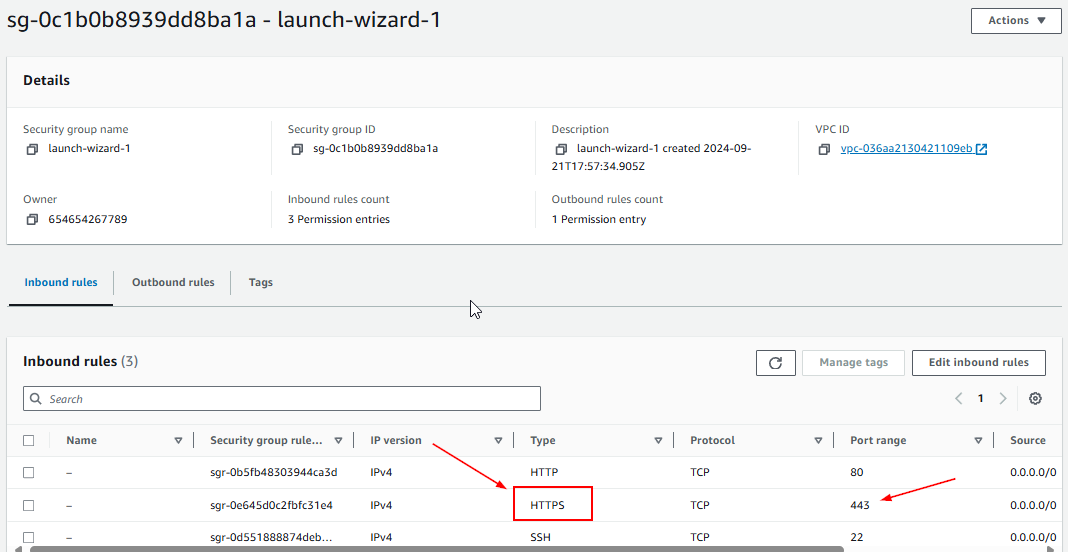 sg-0c1b0b8939dd8ba1a - launch-wizard-1
Actions
Details
Security group name
launch-wizard-1
Security group ID
sg-0c1b0b8939dd8ba1a
Description
launch-wizard-1 created 2024-09-
21T17:57:34.905Z
VPC ID
vpc-036aa2130421109eb
Owner
654654267789
Inbound rules count
3 Permission entries
Outbound rules count
1 Permission entry
Inbound rules Outbound rules Tags
Inbound rules (3)
Manage tags
Edit inbound rules
Search
1
Name Security group rule... IP version Type Protocol Port range Source
– sgr-0b5fb48303944ca3d IPv4 HTTP TCP 80 0.0.0.0/0
– sgr-0e645d0c2fbfc31e4 IPv4 HTTPS TCP 443 0.0.0.0/0
– sgr-0d551888874deb... IPv4 SSH TCP 22 0.0.0.0/0